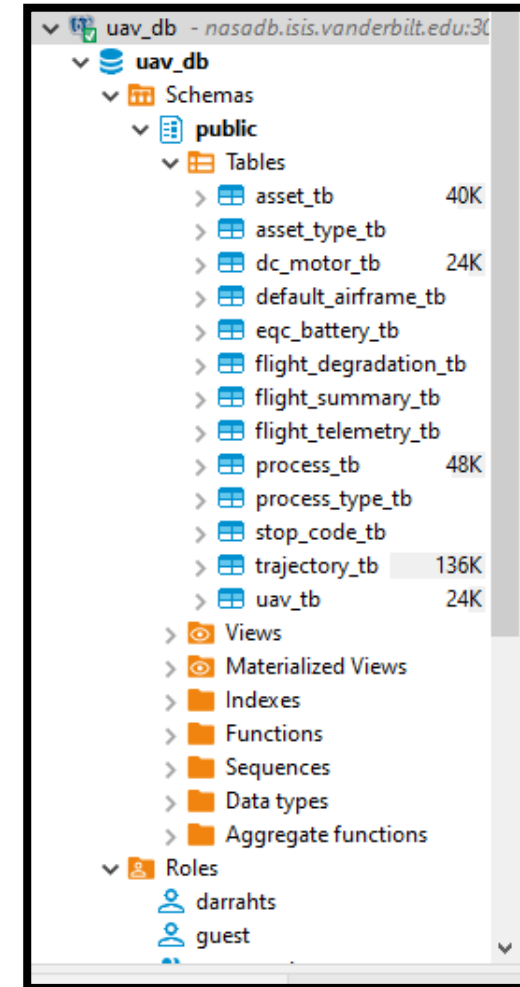 uav_db - nasadb.isis.vanderbilt.edu:30
uav_db
Schemas
public
Tables
asset_tb 40K
asset_type_tb
dc_motor_tb 24K
default_airframe_tb
eqc_battery_tb
flight_degradation_tb
flight_summary_tb
flight_telemetry_tb
process_tb 48K
process_type_tb
stop_code_tb
trajectory_tb 136K
uav_tb 24K
Views
Materialized Views
Indexes
Functions
Sequences
Data types
Aggregate functions
Roles
darrahts
guest